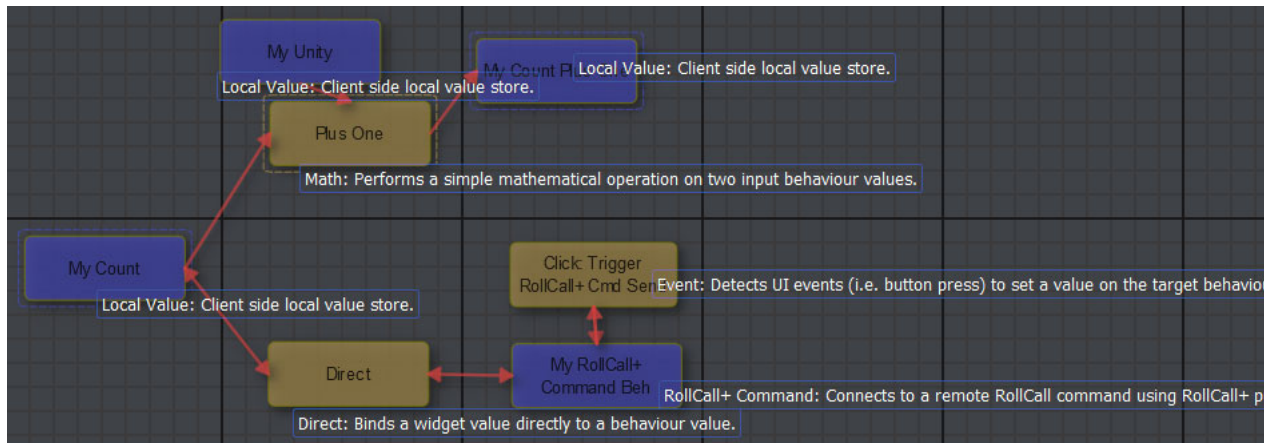 My Unity
Local Value: Client side local value store.
My Count Pl
Local Value: Client side local value store.
Plus One
Math: Performs a simple mathematical operation on two input behaviour values.
My Count
Local Value: Client side local value store.
Click: Trigger
RollCall+ Cmd Sen
Event: Detects UI events (i.e. button press) to set a value on the target behaviou
Direct
Direct: Binds a widget value directly to a behaviour value.
My RollCall+
Command Beh
RollCall+ Command: Connects to a remote RollCall command using RollCall+ p